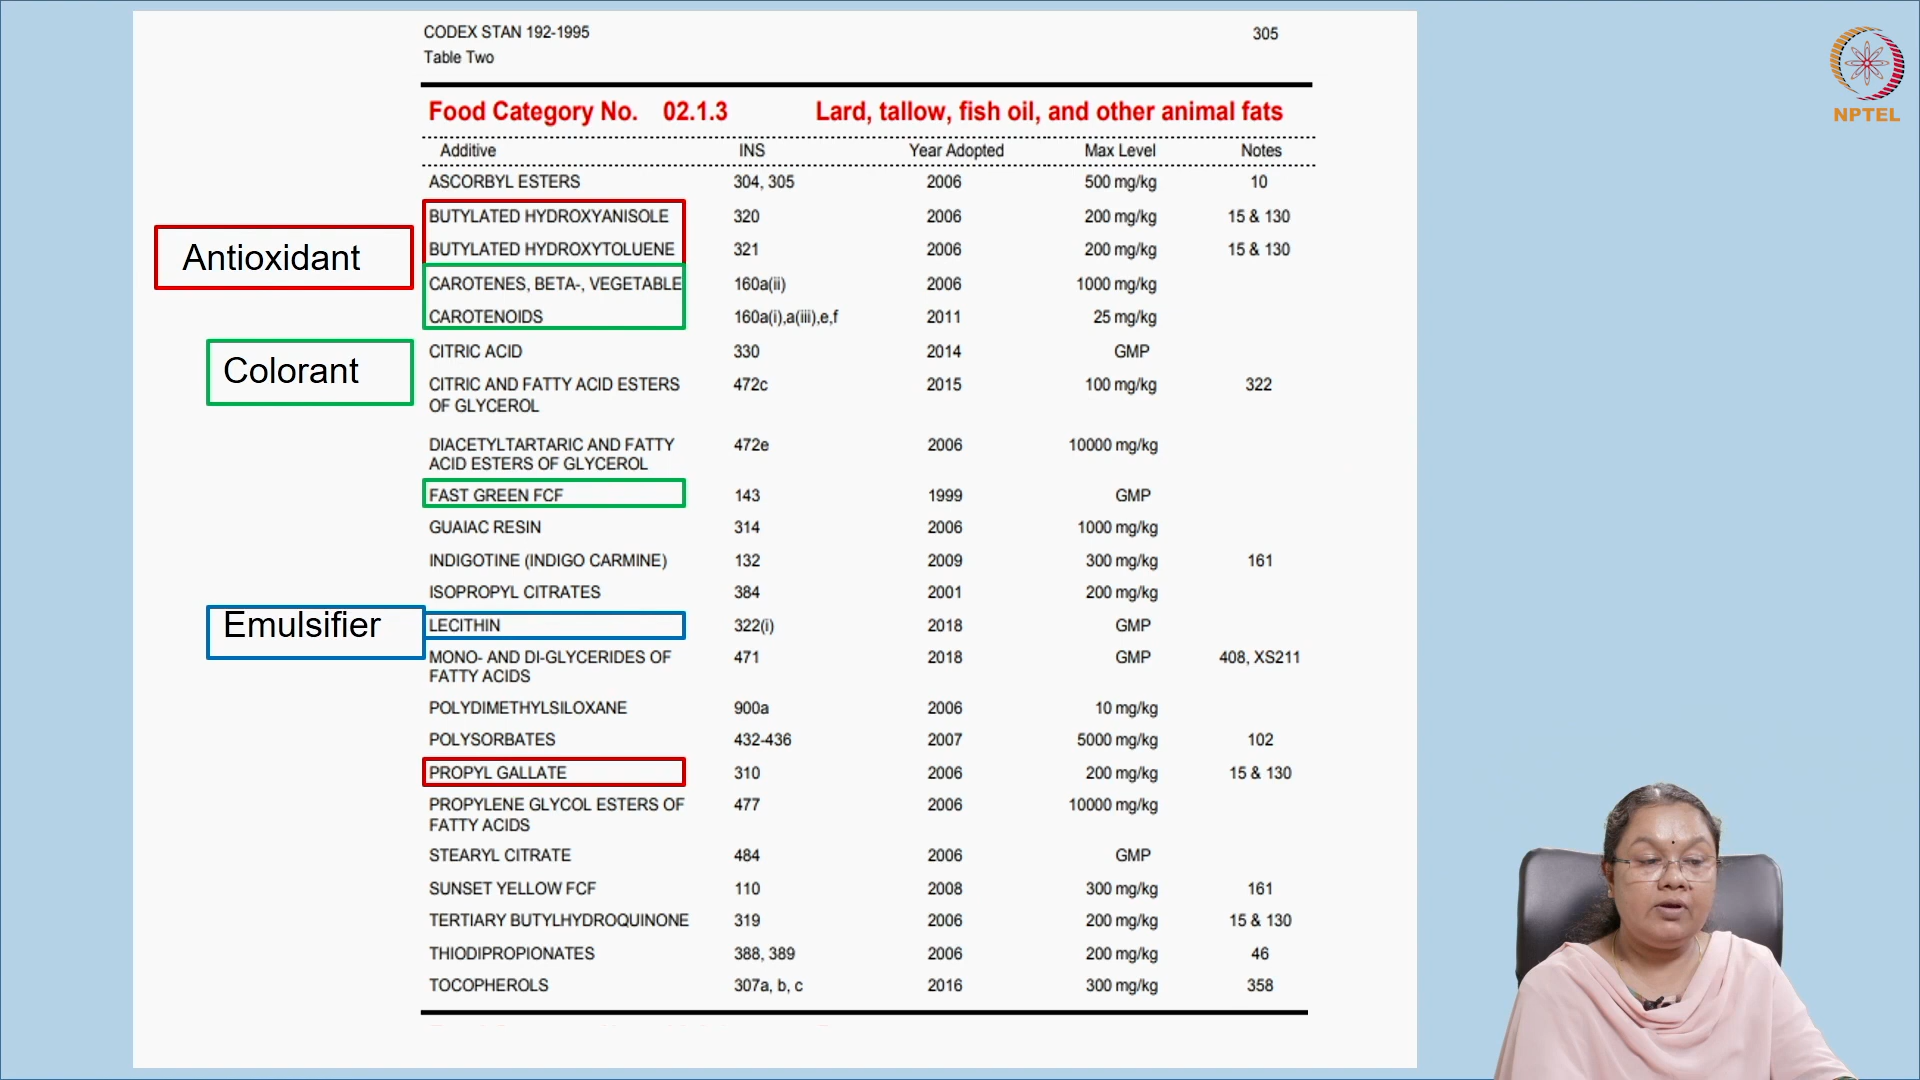 CODEX STAN 192-1995 305
Table Two
Food Category No. 02.1.3 Lard, tallow, fish oil, and other animal fats
Additive INS Year Adopted Max Level Notes
ASCORBYL ESTERS 304, 305 2006 500 mg/kg 10
BUTYLATED HYDROXYANISOLE 320 2006 200 mg/kg 15 & 130
BUTYLATED HYDROXYTOLUENE 321 2006 200 mg/kg 15 & 130
CAROTENES, BETA-, VEGETABLE 160a(ii) 2006 1000 mg/kg
CAROTENOIDS 160a(i),a(iii),e,f 2011 25 mg/kg
CITRIC ACID 330 2014 GMP
CITRIC AND FATTY ACID ESTERS 472c 2015 100 mg/kg 322
OF GLYCEROL
DIACETYLTARTARIC AND FATTY 472e 2006 10000 mg/kg
ACID ESTERS OF GLYCEROL
FAST GREEN FCF 143 1999 GMP
GUAIAC RESIN 314 2006 1000 mg/kg
INDIGOTINE (INDIGO CARMINE) 132 2009 300 mg/kg 161
ISOPROPYL CITRATES 384 2001 200 mg/kg
LECITHIN 322(i) 2018 GMP
MONO- AND DI-GLYCERIDES OF 471 2018 GMP 408, XS211
FATTY ACIDS
POLYDIMETHYLSILOXANE 900a 2006 10 mg/kg
POLYSORBATES 432-436 2007 5000 mg/kg 102
PROPYL GALLATE 310 2006 200 mg/kg 15 & 130
PROPYLENE GLYCOL ESTERS OF 477 2006 10000 mg/kg
FATTY ACIDS
STEARYL CITRATE 484 2006 GMP
SUNSET YELLOW FCF 110 2008 300 mg/kg 161
TERTIARY BUTYLHYDROQUINONE 319 2006 200 mg/kg 15 & 130
THIODIPROPIONATES 388, 389 2006 200 mg/kg 46
TOCOPHEROLS 307a, b, c 2016 300 mg/kg 358
Antioxidant
Colorant
Emulsifier
NPTEL